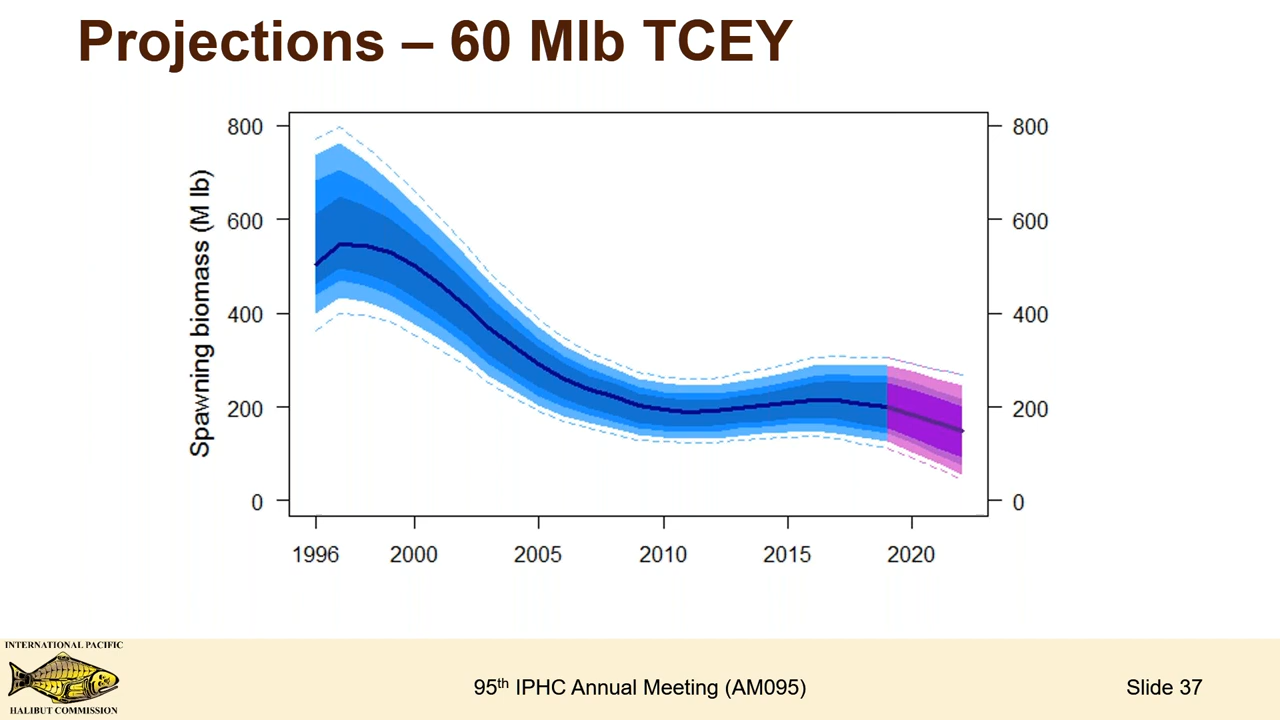 Projections – 60 Mlb TCEY
Spawning biomass (M lb)
800
600
400
200
0
800
600
400
200
0
1996 2000 2005 2010 2015 2020
INTERNATIONAL PACIFIC
HALIBUT COMMISSION
95th IPHC Annual Meeting (AM095)
Slide 37